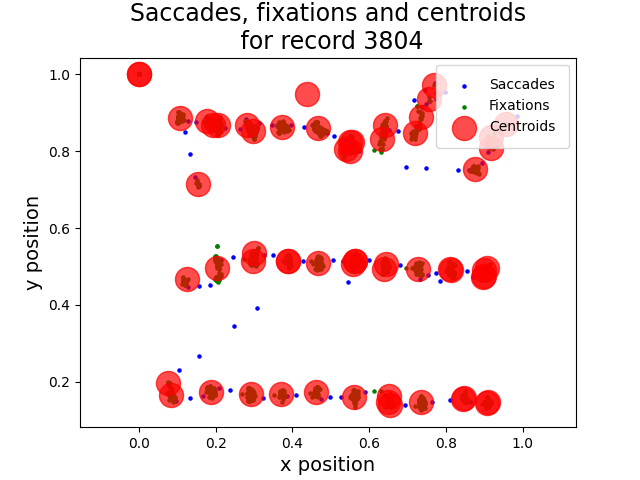 Saccades, fixations and centroids
for record 3804
Saccades
Fixations
Centroids
1.0
0.8
0.6
0.4
0.2
y position
0.0 0.2 0.4 0.6 0.8 1.0
x position